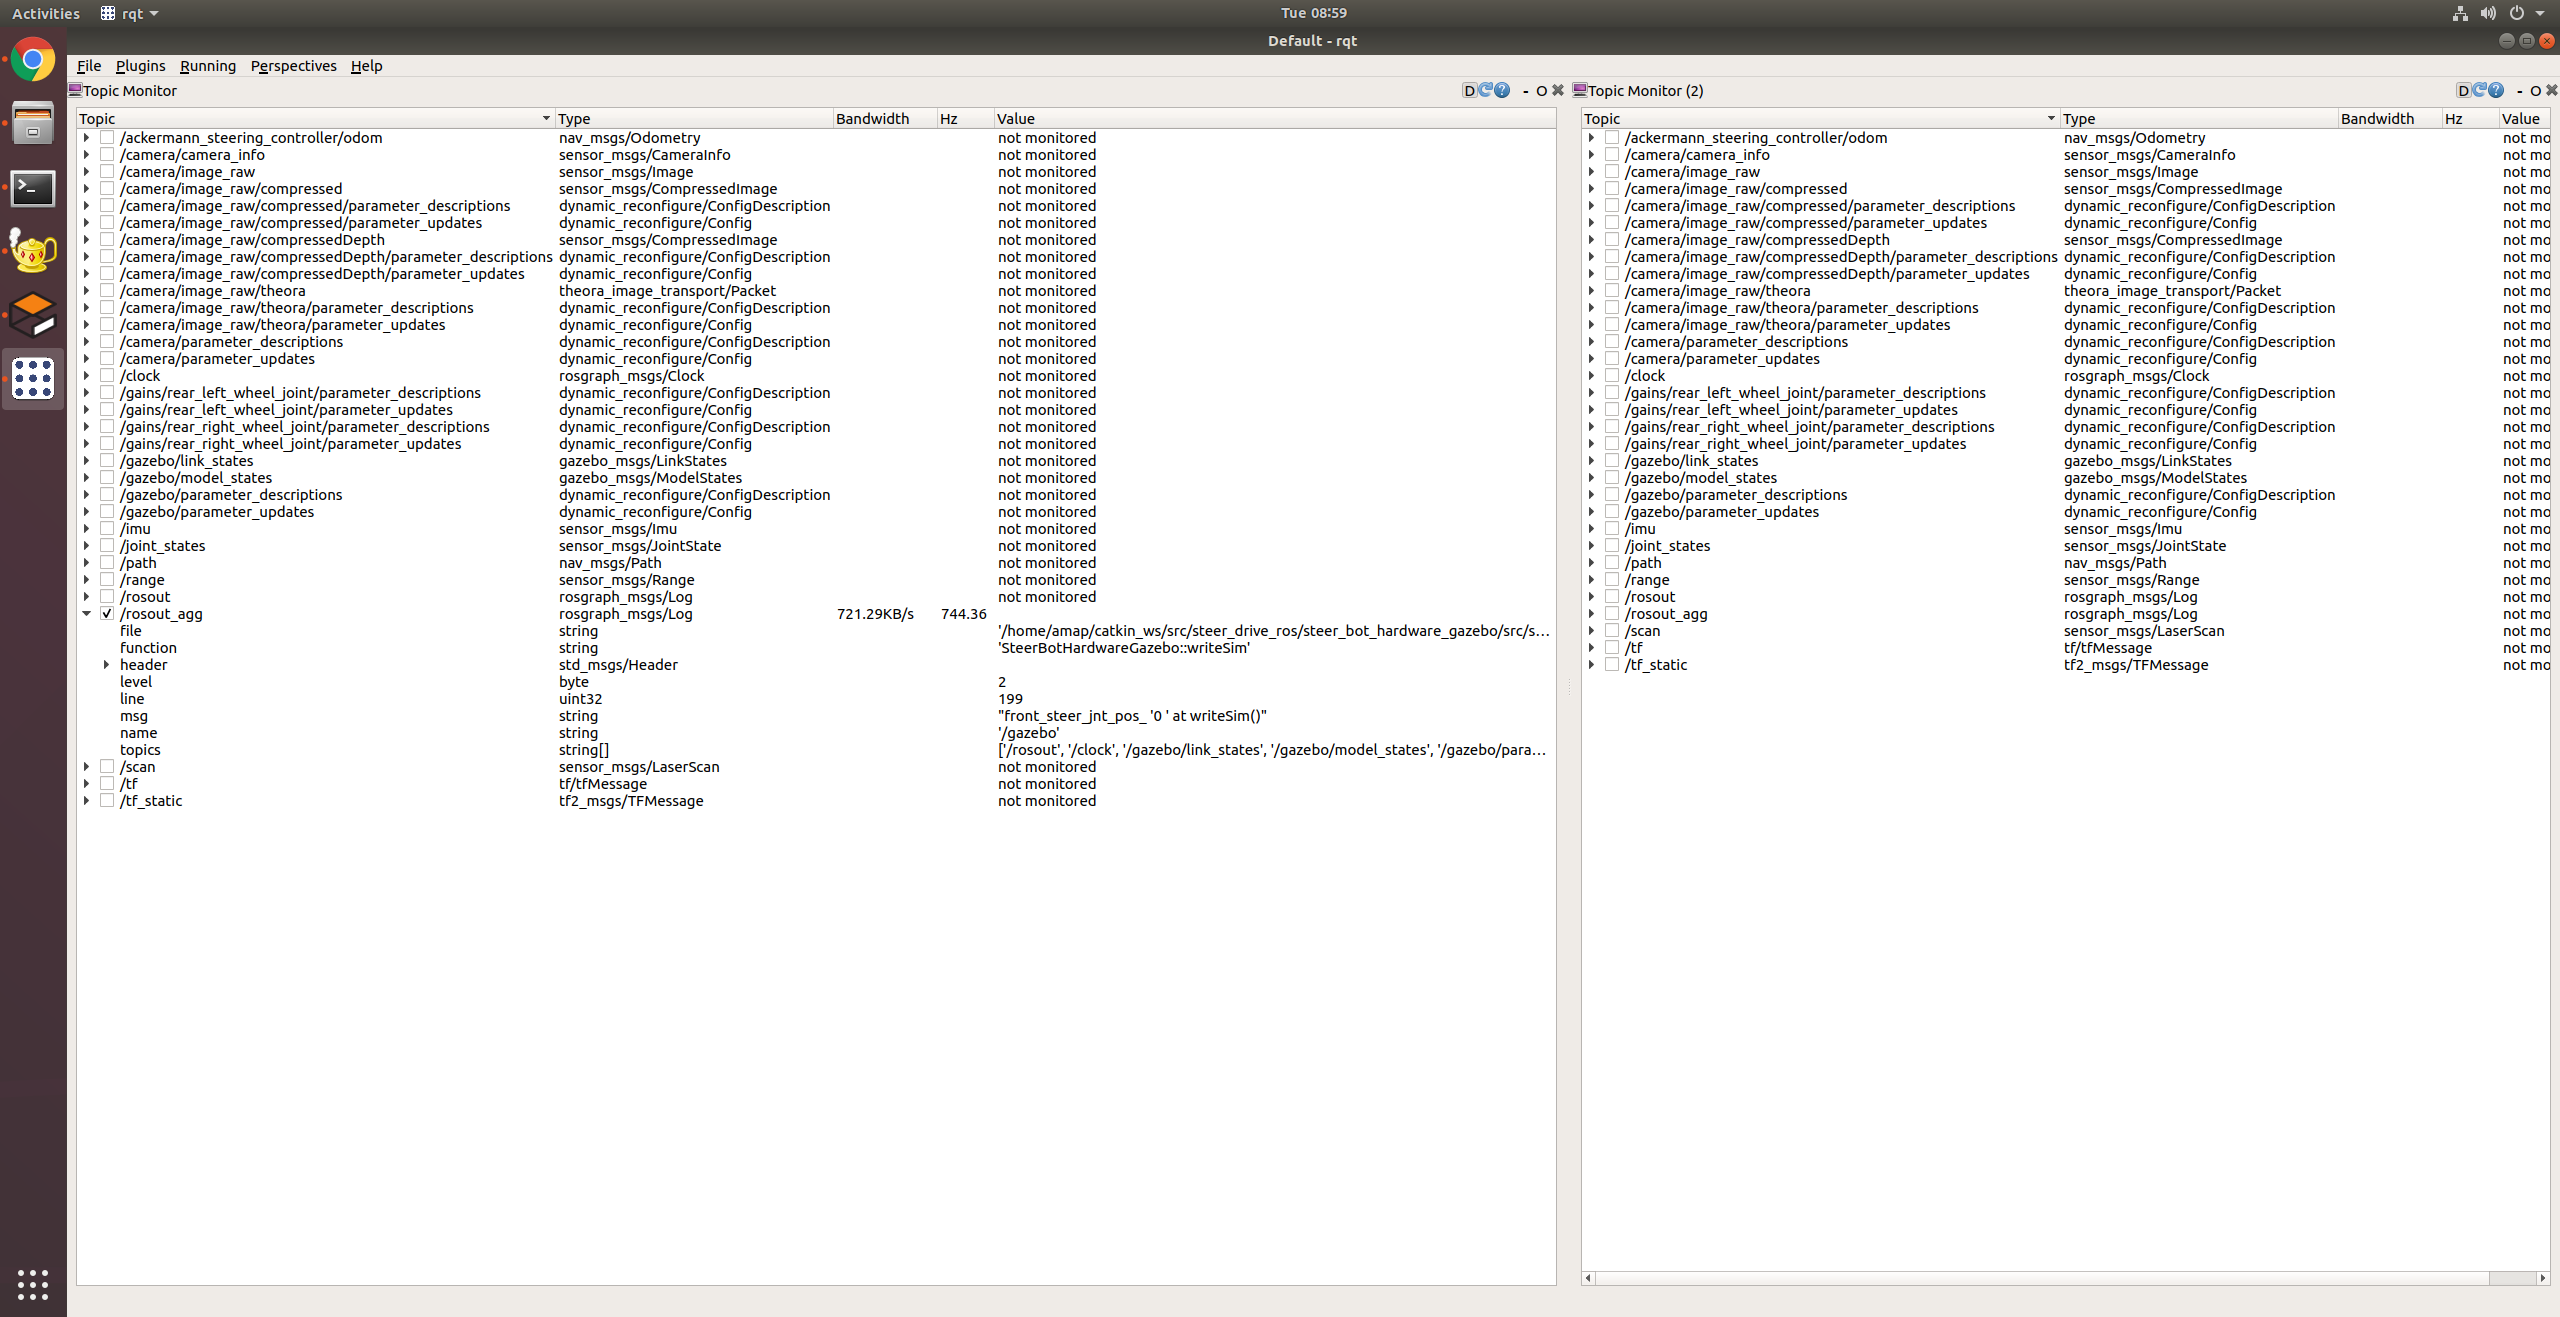 Activities rqt Tue 08:59
Default - rqt
File Plugins Running Perspectives Help
Topic Monitor D ? - O
Topic Type Bandwidth Hz Value
/ackermann_steering_controller/odom nav_msgs/Odometry not monitored
/camera/camera_info sensor_msgs/CameraInfo not monitored
/camera/image_raw sensor_msgs/Image not monitored
/camera/image_raw/compressed sensor_msgs/CompressedImage not monitored
/camera/image_raw/compressed/parameter_descriptions dynamic_reconfigure/ConfigDescription not monitored
/camera/image_raw/compressed/parameter_updates dynamic_reconfigure/Config not monitored
/camera/image_raw/compressedDepth sensor_msgs/CompressedImage not monitored
/camera/image_raw/compressedDepth/parameter_descriptions dynamic_reconfigure/ConfigDescription not monitored
/camera/image_raw/compressedDepth/parameter_updates dynamic_reconfigure/Config not monitored
/camera/image_raw/theora theora_image_transport/Packet not monitored
/camera/image_raw/theora/parameter_descriptions dynamic_reconfigure/ConfigDescription not monitored
/camera/image_raw/theora/parameter_updates dynamic_reconfigure/Config not monitored
/camera/parameter_descriptions dynamic_reconfigure/ConfigDescription not monitored
/camera/parameter_updates dynamic_reconfigure/Config not monitored
/clock rosgraph_msgs/Clock not monitored
/gains/rear_left_wheel_joint/parameter_descriptions dynamic_reconfigure/ConfigDescription not monitored
/gains/rear_left_wheel_joint/parameter_updates dynamic_reconfigure/Config not monitored
/gains/rear_right_wheel_joint/parameter_descriptions dynamic_reconfigure/ConfigDescription not monitored
/gains/rear_right_wheel_joint/parameter_updates dynamic_reconfigure/Config not monitored
/gazebo/link_states gazebo_msgs/LinkStates not monitored
/gazebo/model_states gazebo_msgs/ModelStates not monitored
/gazebo/parameter_descriptions dynamic_reconfigure/ConfigDescription not monitored
/gazebo/parameter_updates dynamic_reconfigure/Config not monitored
/imu sensor_msgs/Imu not monitored
/joint_states sensor_msgs/JointState not monitored
/path nav_msgs/Path not monitored
/range sensor_msgs/Range not monitored
/rosout rosgraph_msgs/Log not monitored
/rosout_agg rosgraph_msgs/Log 721.29KB/s 744.36
file string '/home/amap/catkin_ws/src/steer_drive_ros/steer_bot_hardware_gazebo/src/s...
function string 'SteerBotHardwareGazebo::writeSim'
header std_msgs/Header
level byte 2
line uint32 199
msg string "front_steer_jnt_pos_ '0 ' at writeSim()"
name string '/gazebo'
topics string[] ['/rosout', '/clock', '/gazebo/link_states', '/gazebo/model_states', '/gazebo/para...
/scan sensor_msgs/LaserScan not monitored
/tf tf/tfMessage not monitored
/tf_static tf2_msgs/TFMessage not monitored
Topic Monitor (2) D ? - O
Topic Type Bandwidth Hz Value
/ackermann_steering_controller/odom nav_msgs/Odometry not mo
/camera/camera_info sensor_msgs/CameraInfo not mo
/camera/image_raw sensor_msgs/Image not mo
/camera/image_raw/compressed sensor_msgs/CompressedImage not mo
/camera/image_raw/compressed/parameter_descriptions dynamic_reconfigure/ConfigDescription not mo
/camera/image_raw/compressed/parameter_updates dynamic_reconfigure/Config not mo
/camera/image_raw/compressedDepth sensor_msgs/CompressedImage not mo
/camera/image_raw/compressedDepth/parameter_descriptions dynamic_reconfigure/ConfigDescription not mo
/camera/image_raw/compressedDepth/parameter_updates dynamic_reconfigure/Config not mo
/camera/image_raw/theora theora_image_transport/Packet not mo
/camera/image_raw/theora/parameter_descriptions dynamic_reconfigure/ConfigDescription not mo
/camera/image_raw/theora/parameter_updates dynamic_reconfigure/Config not mo
/camera/parameter_descriptions dynamic_reconfigure/ConfigDescription not mo
/camera/parameter_updates dynamic_reconfigure/Config not mo
/clock rosgraph_msgs/Clock not mo
/gains/rear_left_wheel_joint/parameter_descriptions dynamic_reconfigure/ConfigDescription not mo
/gains/rear_left_wheel_joint/parameter_updates dynamic_reconfigure/Config not mo
/gains/rear_right_wheel_joint/parameter_descriptions dynamic_reconfigure/ConfigDescription not mo
/gains/rear_right_wheel_joint/parameter_updates dynamic_reconfigure/Config not mo
/gazebo/link_states gazebo_msgs/LinkStates not mo
/gazebo/model_states gazebo_msgs/ModelStates not mo
/gazebo/parameter_descriptions dynamic_reconfigure/ConfigDescription not mo
/gazebo/parameter_updates dynamic_reconfigure/Config not mo
/imu sensor_msgs/Imu not mo
/joint_states sensor_msgs/JointState not mo
/path nav_msgs/Path not mo
/range sensor_msgs/Range not mo
/rosout rosgraph_msgs/Log not mo
/rosout_agg rosgraph_msgs/Log not mo
/scan sensor_msgs/LaserScan not mo
/tf tf/tfMessage not mo
/tf_static tf2_msgs/TFMessage not mo